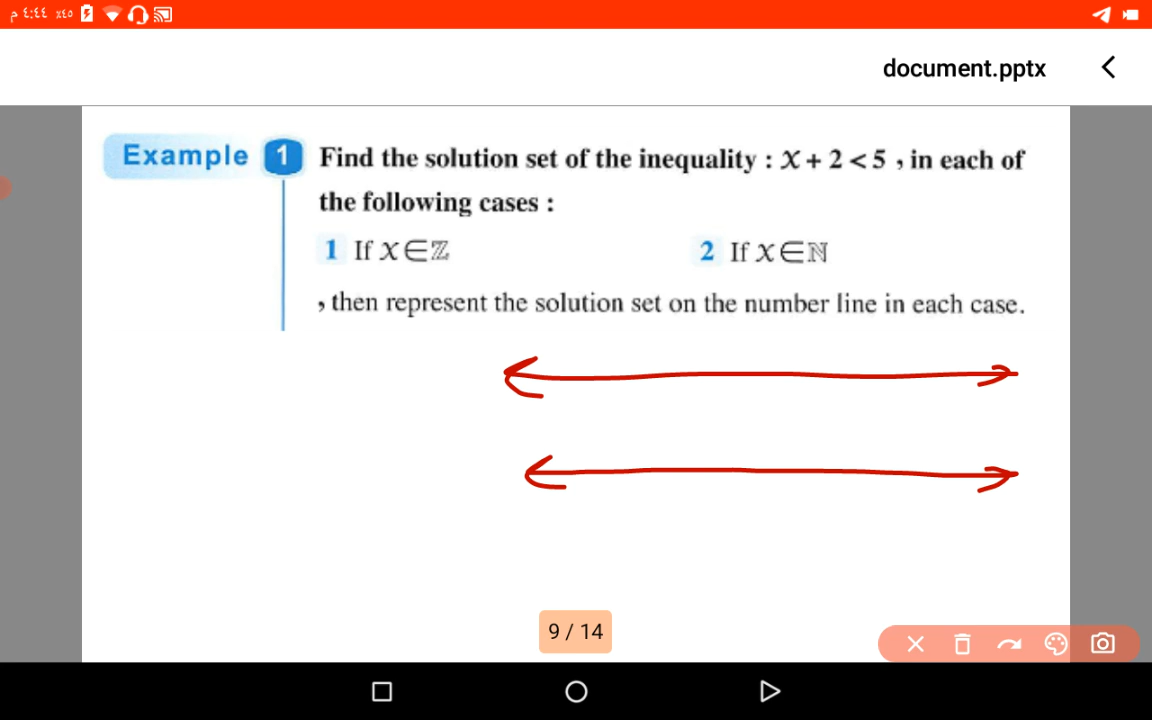 م ٤:٤٤ ٪٤٥
document.pptx
Example 1 Find the solution set of the inequality : X + 2 < 5 , in each of
the following cases :
1 If X ∈ ℤ 2 If X ∈ ℕ
, then represent the solution set on the number line in each case.
9 / 14